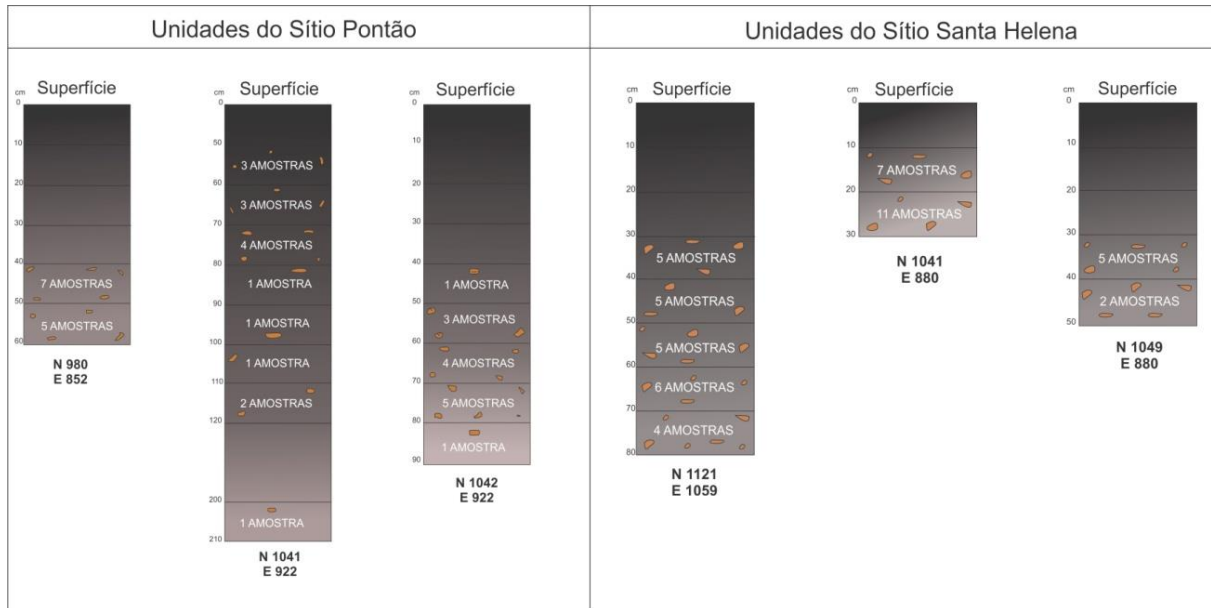 Unidades do Sítio Pontão
Superfície
cm
0
10
20
30
40
7 AMOSTRAS
50
5 AMOSTRAS
60
N 980
E 852
Superfície
cm
0
50
3 AMOSTRAS
60
3 AMOSTRAS
70
4 AMOSTRAS
80
1 AMOSTRA
90
1 AMOSTRA
100
1 AMOSTRA
110
2 AMOSTRAS
120
200
1 AMOSTRA
210
N 1041
E 922
Superfície
cm
0
10
20
30
40
1 AMOSTRA
50
3 AMOSTRAS
60
4 AMOSTRAS
70
5 AMOSTRAS
80
1 AMOSTRA
90
N 1042
E 922
Unidades do Sítio Santa Helena
Superfície
cm
0
10
20
30
5 AMOSTRAS
40
5 AMOSTRAS
50
5 AMOSTRAS
60
6 AMOSTRAS
70
4 AMOSTRAS
80
N 1121
E 1059
Superfície
cm
0
10
7 AMOSTRAS
20
11 AMOSTRAS
30
N 1041
E 880
Superfície
cm
0
10
20
30
5 AMOSTRAS
40
2 AMOSTRAS
50
N 1049
E 880